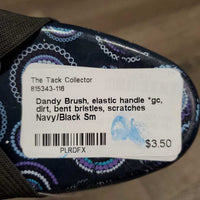 The Tack Collector
815343-116
Dandy Brush, elastic handle *gc,
dirt, bent bristles, scratches
Navy/Black Sm
PLRDFX
$3.50